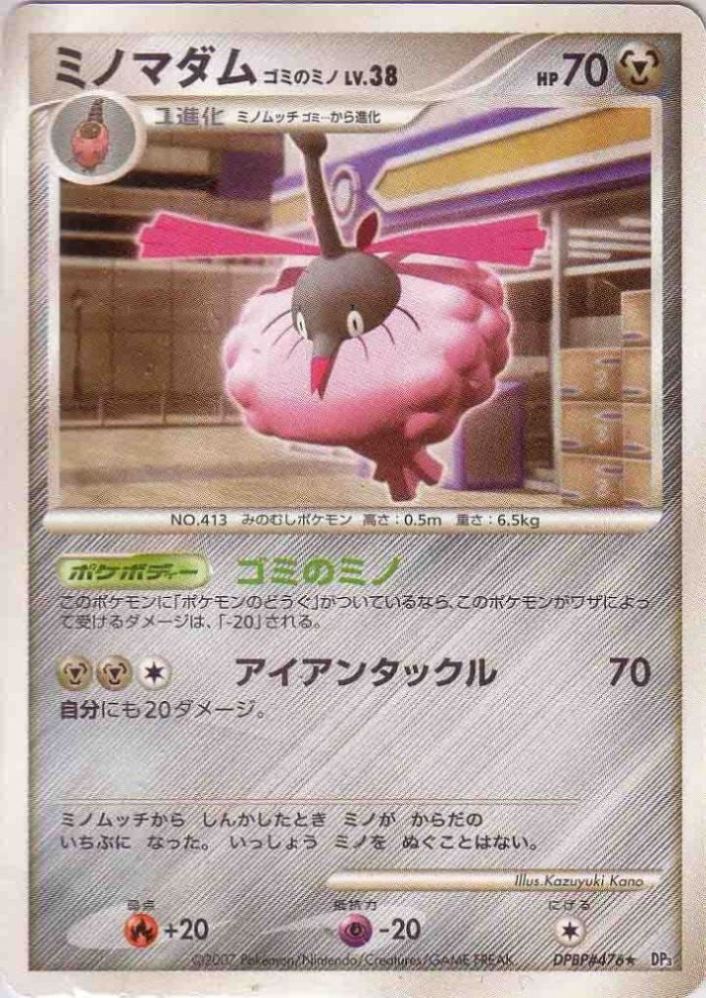 ミノマダム ゴミのミノ LV.38 HP70
1進化 ミノムッチ ゴミ…から進化
NO.413 みのむしポケモン 高さ:0.5m 重さ:6.5kg
ポケボディー ゴミのミノ
このポケモンに「ポケモンのどうぐ」がついているなら、このポケモンがワザによっ
て受けるダメージは、「-20」される。
アイアンタックル 70
自分にも20ダメージ。
ミノムッチから しんかしたとき ミノが からだの
いちぶに なった。 いっしょう ミノを ぬぐことはない。
Illus.Kazuyuki Kano
弱点 抵抗力 にげる
+20 -20
©2007 Pokémon/Nintendo/Creatures/GAME FREAK. DPBP#476★ DP3